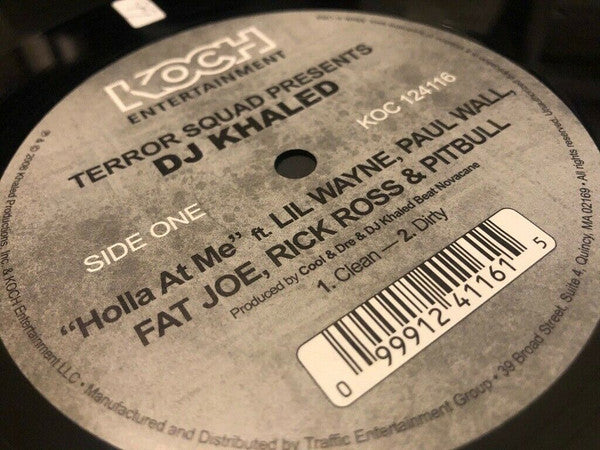 KOCH
ENTERTAINMENT
TERROR SQUAD PRESENTS
DJ KHALED
SIDE ONE
KOC 124116
"Holla At Me" ft. LIL WAYNE, PAUL WALL,
FAT JOE, RICK ROSS & PITBULL
Produced by Cool & Dre & DJ Khaled Beat Novacane
1. Clean — 2. Dirty
0 99912 41161 5
Khaled Productions, Inc. & KOCH Entertainment LLC • Manufactured and Distributed by Traffic Entertainment Group • 39 Broad Street, Suite 4, Quincy, MA 02169 • All rights reserved.